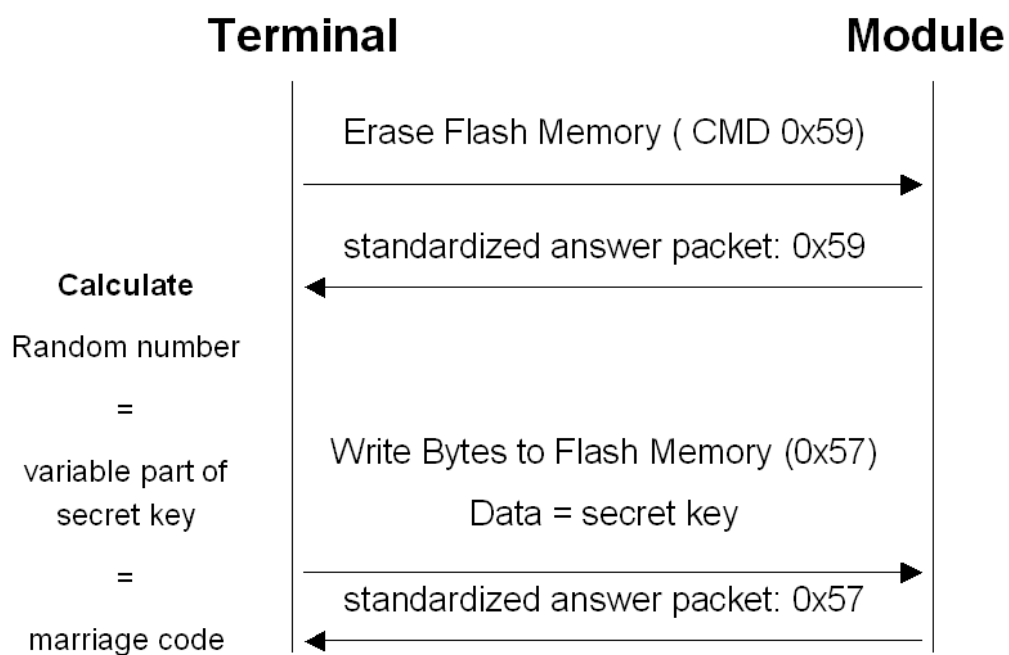 Terminal Module
Erase Flash Memory ( CMD 0x59)
standardized answer packet: 0x59
Calculate
Random number
=
variable part of
secret key
=
marriage code
Write Bytes to Flash Memory (0x57)
Data = secret key
standardized answer packet: 0x57